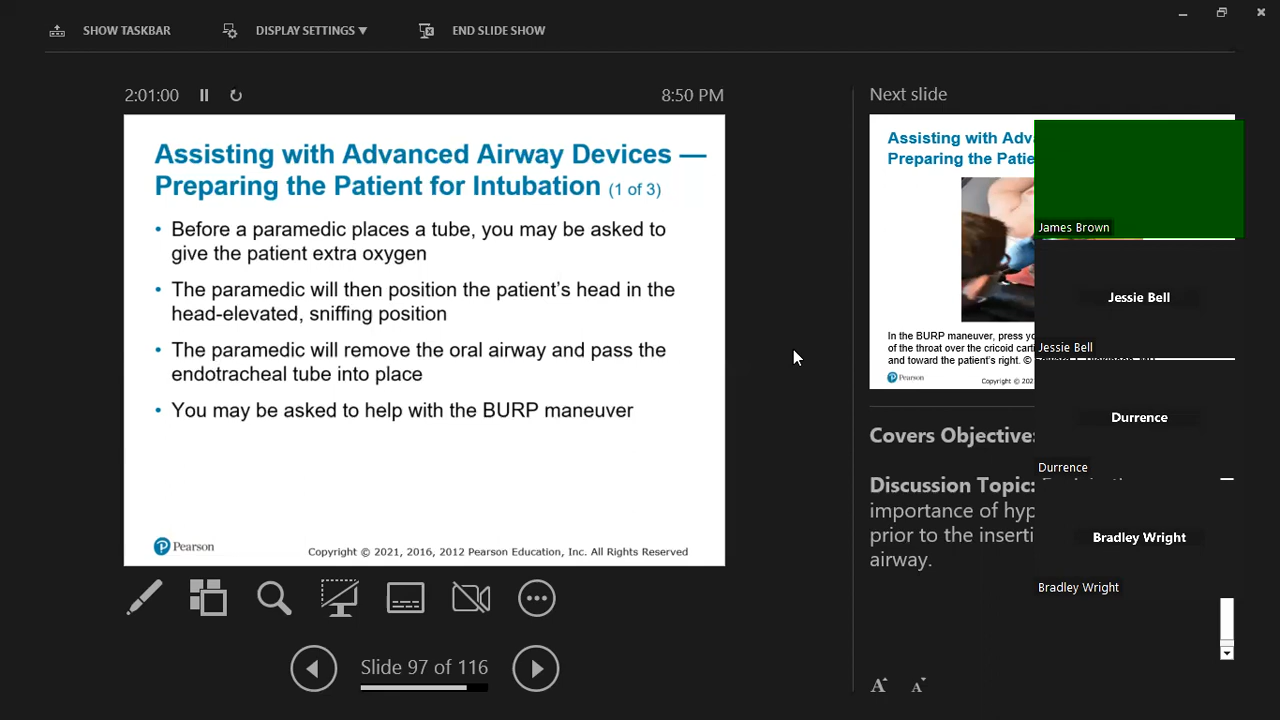 SHOW TASKBAR
DISPLAY SETTINGS ▼
END SLIDE SHOW
2:01:00
8:50 PM
Assisting with Advanced Airway Devices —
Preparing the Patient for Intubation (1 of 3)
• Before a paramedic places a tube, you may be asked to
give the patient extra oxygen
• The paramedic will then position the patient's head in the
head-elevated, sniffing position
• The paramedic will remove the oral airway and pass the
endotracheal tube into place
• You may be asked to help with the BURP maneuver
Pearson
Copyright © 2021, 2016, 2012 Pearson Education, Inc. All Rights Reserved
Slide 97 of 116
Next slide
Assisting with Adv
Preparing the Patie
In the BURP maneuver, press yo
of the throat over the cricoid carti
and toward the patient's right. ©
Pearson
Copyright © 202
Covers Objective
Discussion Topic:
importance of hyp
prior to the inserti
airway.
A A
James Brown
Jessie Bell
Jessie Bell
Durrence
Durrence
Bradley Wright
Bradley Wright